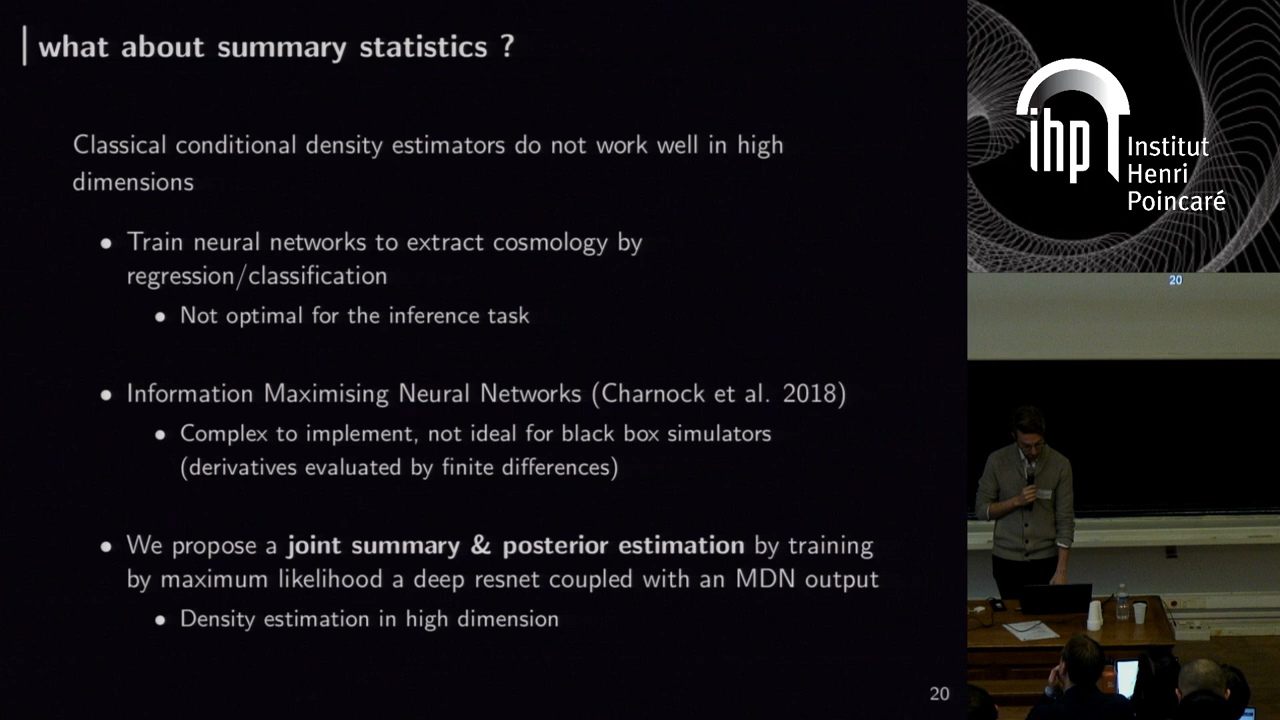 what about summary statistics ?
Classical conditional density estimators do not work well in high
dimensions
• Train neural networks to extract cosmology by
regression/classification
• Not optimal for the inference task
• Information Maximising Neural Networks (Charnock et al. 2018)
• Complex to implement, not ideal for black box simulators
(derivatives evaluated by finite differences)
• We propose a joint summary & posterior estimation by training
by maximum likelihood a deep resnet coupled with an MDN output
• Density estimation in high dimension
20
ihp
Institut
Henri
Poincaré
20